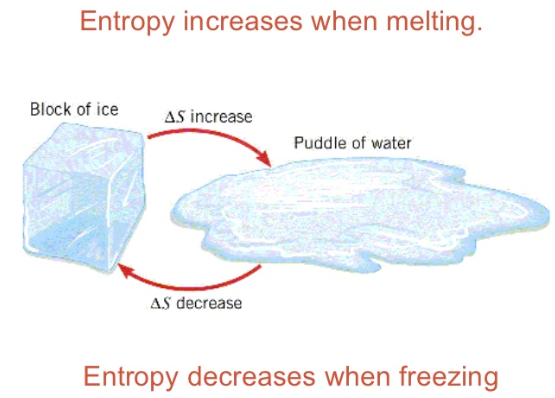 Entropy increases when melting.
Block of ice
ΔS increase
Puddle of water
ΔS decrease
Entropy decreases when freezing